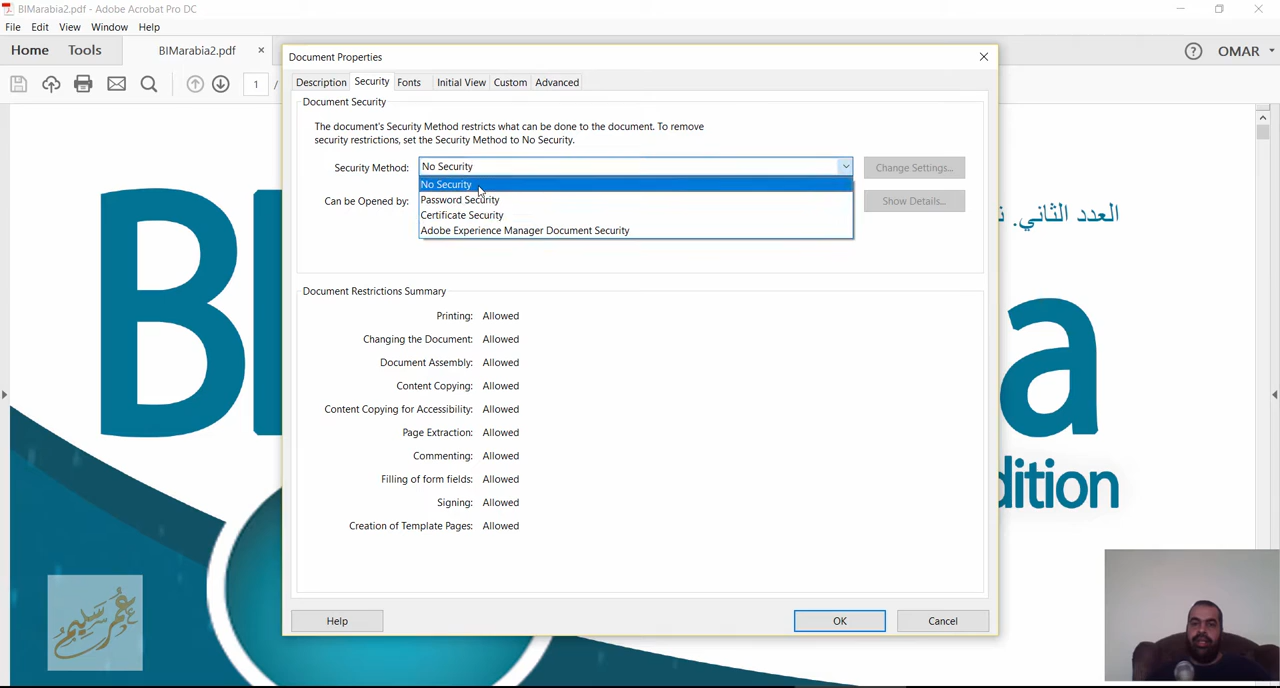 BIMarabia2.pdf - Adobe Acrobat Pro DC
File Edit View Window Help
Home Tools BIMarabia2.pdf × OMAR
1 /
Document Properties
Description Security Fonts Initial View Custom Advanced
Document Security
The document's Security Method restricts what can be done to the document. To remove
security restrictions, set the Security Method to No Security.
Security Method: No Security Change Settings...
No Security
Password Security
Can be Opened by: Show Details...
Certificate Security
Adobe Experience Manager Document Security
العدد الثاني.
Document Restrictions Summary
Printing: Allowed
Changing the Document: Allowed
Document Assembly: Allowed
Content Copying: Allowed
Content Copying for Accessibility: Allowed
Page Extraction: Allowed
Commenting: Allowed
Filling of form fields: Allowed
Signing: Allowed
Creation of Template Pages: Allowed
Help OK Cancel
B a
dition
عمر سليم